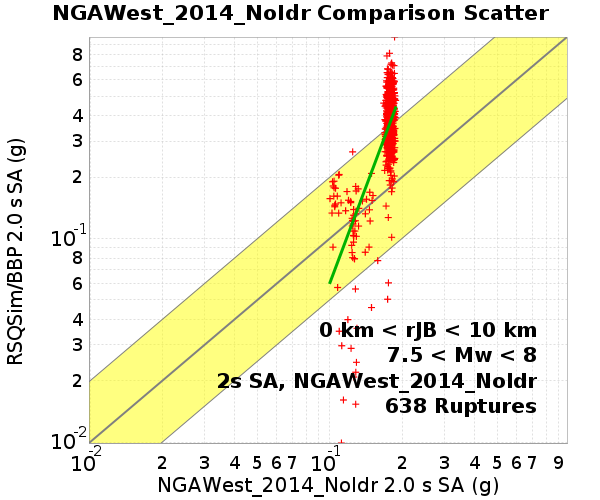 NGAWest_2014_NoIdr Comparison Scatter
RSQSim/BBP 2.0 s SA (g)
8
6
4
3
2
10-1
8
6
4
3
2
10-2
0 km < rJB < 10 km
7.5 < Mw < 8
2s SA, NGAWest_2014_NoIdr
638 Ruptures
10-2 2 3 4 5 6 7 10-1 2 3 4 5 6 7 9
NGAWest_2014_NoIdr 2.0 s SA (g)